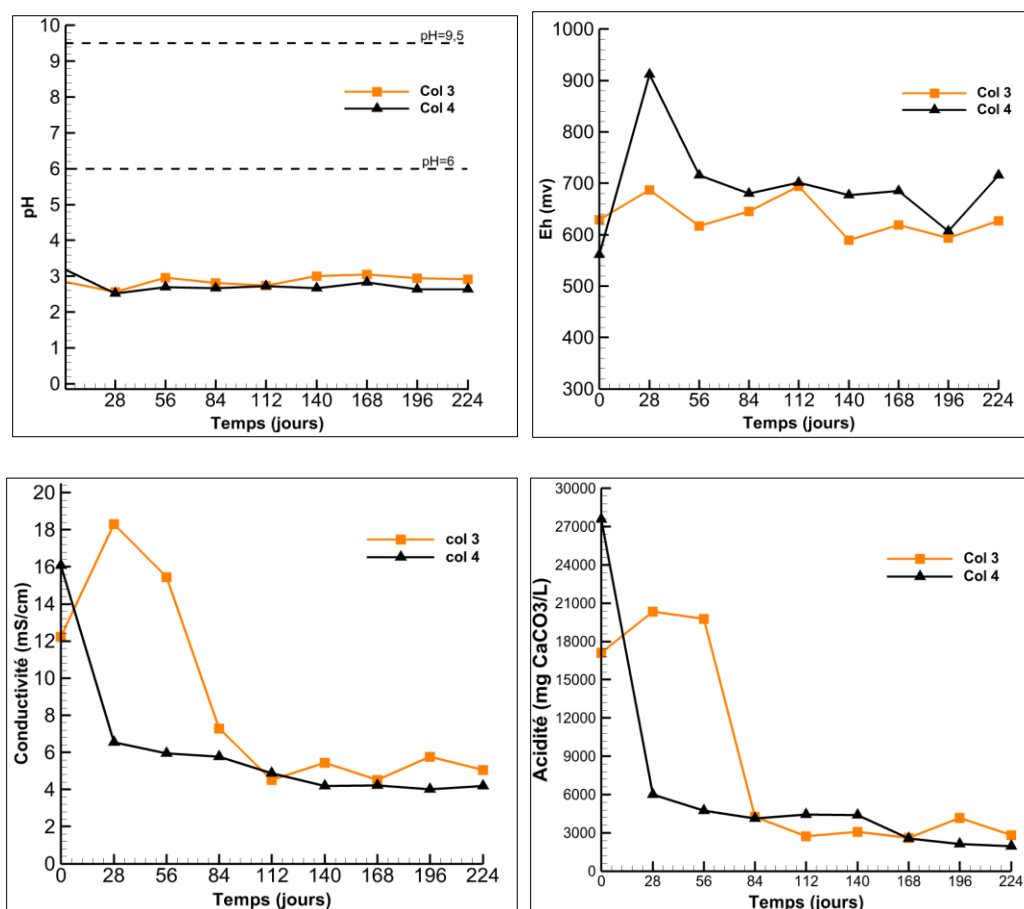 10
9
8
7
6
5
4
3
2
1
0
pH
pH=9,5
pH=6
Col 3
Col 4
28 56 84 112 140 168 196 224
Temps (jours)
1000
900
800
700
600
500
400
300
Eh (mv)
Col 3
Col 4
0 28 56 84 112 140 168 196 224
Temps (jours)
20
18
16
14
12
10
8
6
4
2
0
Conductivité (mS/cm)
col 3
col 4
0 28 56 84 112 140 168 196 224
Temps (jours)
30000
27000
24000
21000
18000
15000
12000
9000
6000
3000
0
Acidité (mg CaCO3/L)
Col 3
Col 4
0 28 56 84 112 140 168 196 224
Temps (jours)